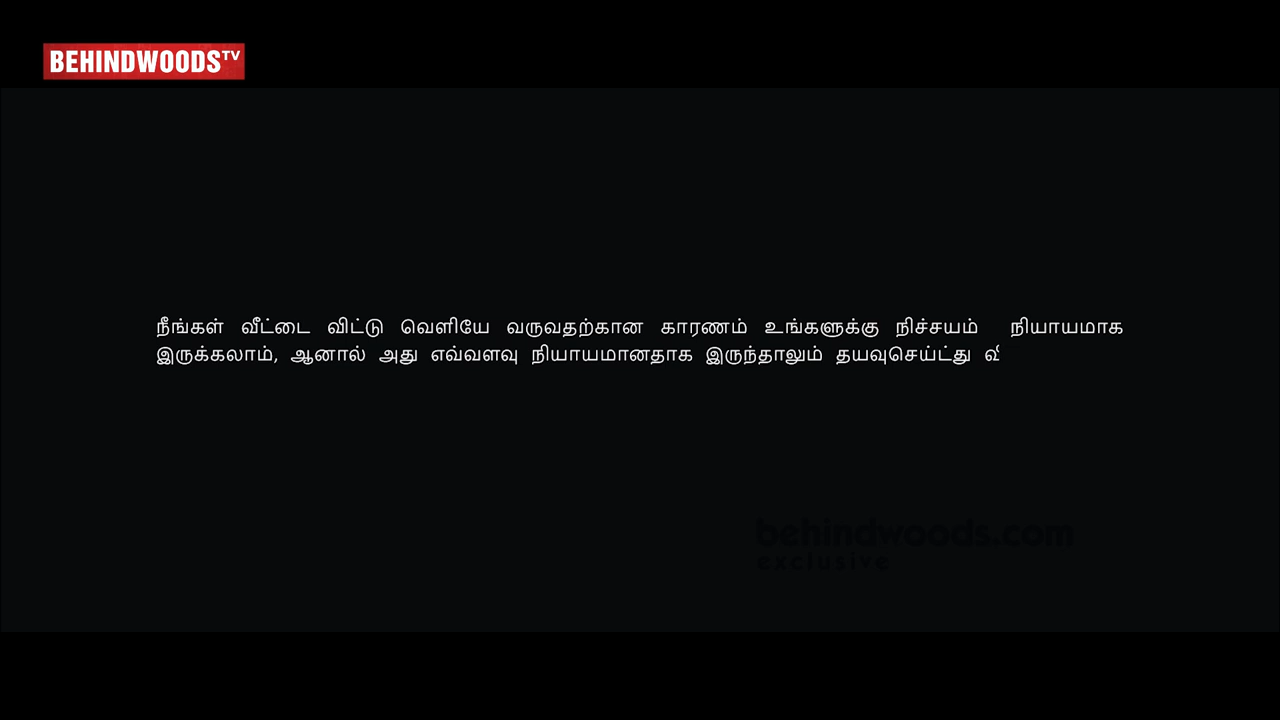 BEHINDWOODS TV
நீங்கள் வீட்டை விட்டு வெளியே வருவதற்கான காரணம் உங்களுக்கு நிச்சயம் நியாயமாக
இருக்கலாம், ஆனால் அது எவ்வளவு நியாயமானதாக இருந்தாலும் தயவுசெய்ட்து வி
behindwoods.com
exclusive